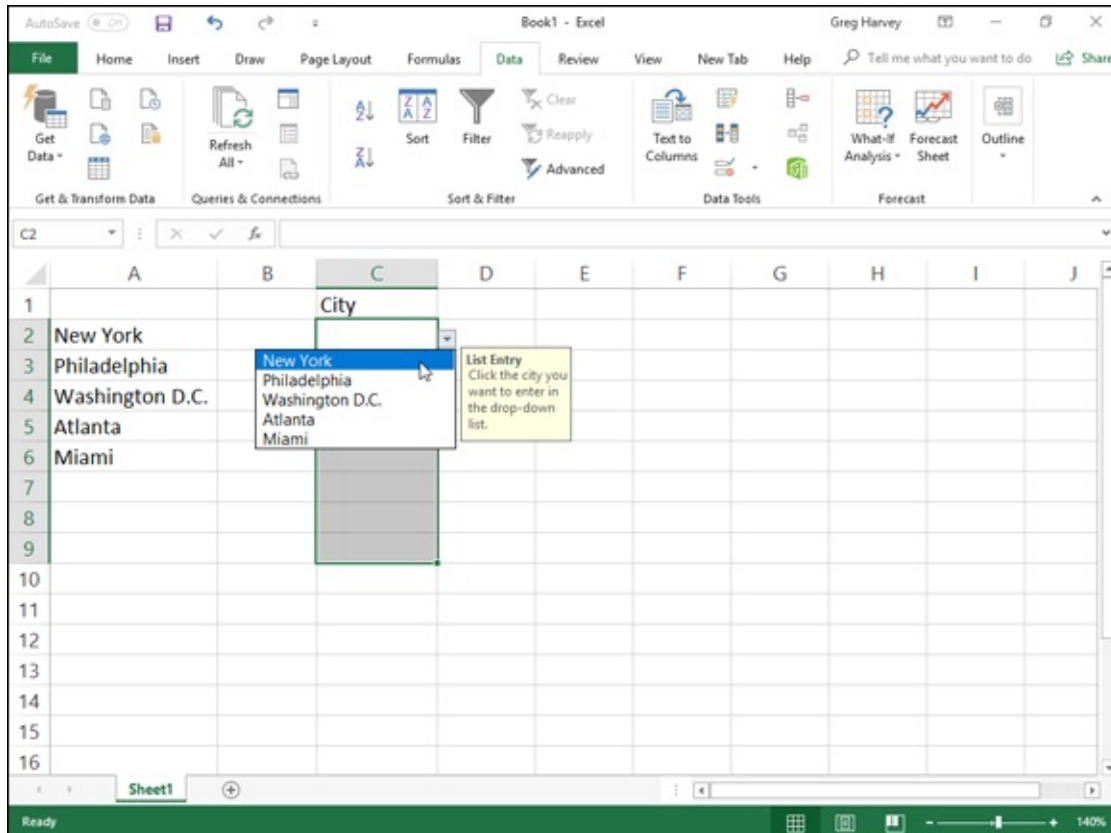 AutoSave Off Book1 - Excel Greg Harvey
File Home Insert Draw Page Layout Formulas Data Review View New Tab Help Tell me what you want to do Share
Get Data
Refresh All
Sort
Filter
Clear
Reapply
Advanced
Text to Columns
What-If Analysis
Forecast Sheet
Outline
Get & Transform Data Queries & Connections Sort & Filter Data Tools Forecast
C2 fx
A B C D E F G H I J
1 City
2 New York
3 Philadelphia
4 Washington D.C.
5 Atlanta
6 Miami
7
8
9
10
11
12
13
14
15
16
New York
Philadelphia
Washington D.C.
Atlanta
Miami
List Entry
Click the city you
want to enter in
the drop-down
list.
Sheet1
Ready 140%